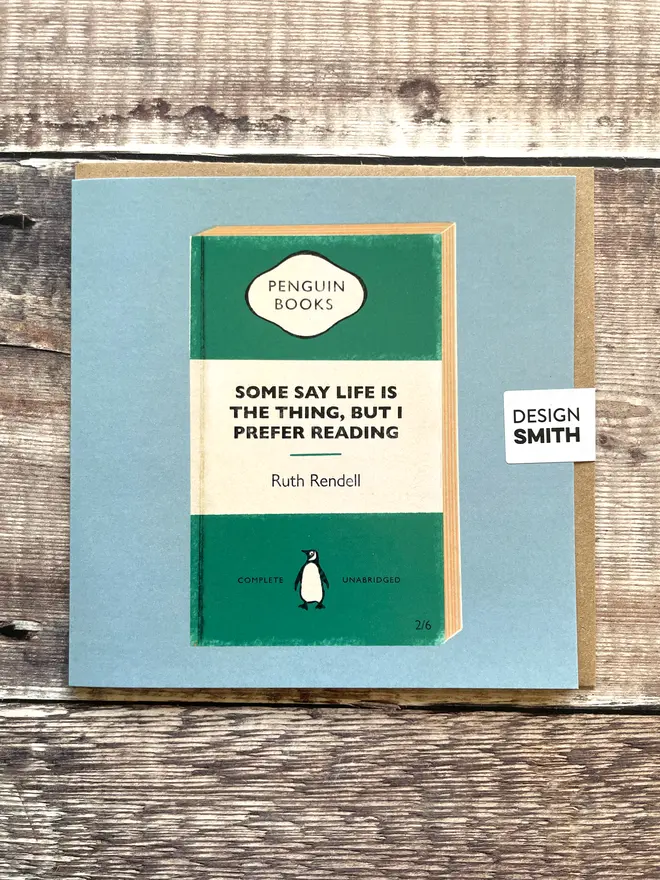 PENGUIN
BOOKS
SOME SAY LIFE IS
THE THING, BUT I
PREFER READING
Ruth Rendell
DESIGN
SMITH
COMPLETE UNABRIDGED
2/6